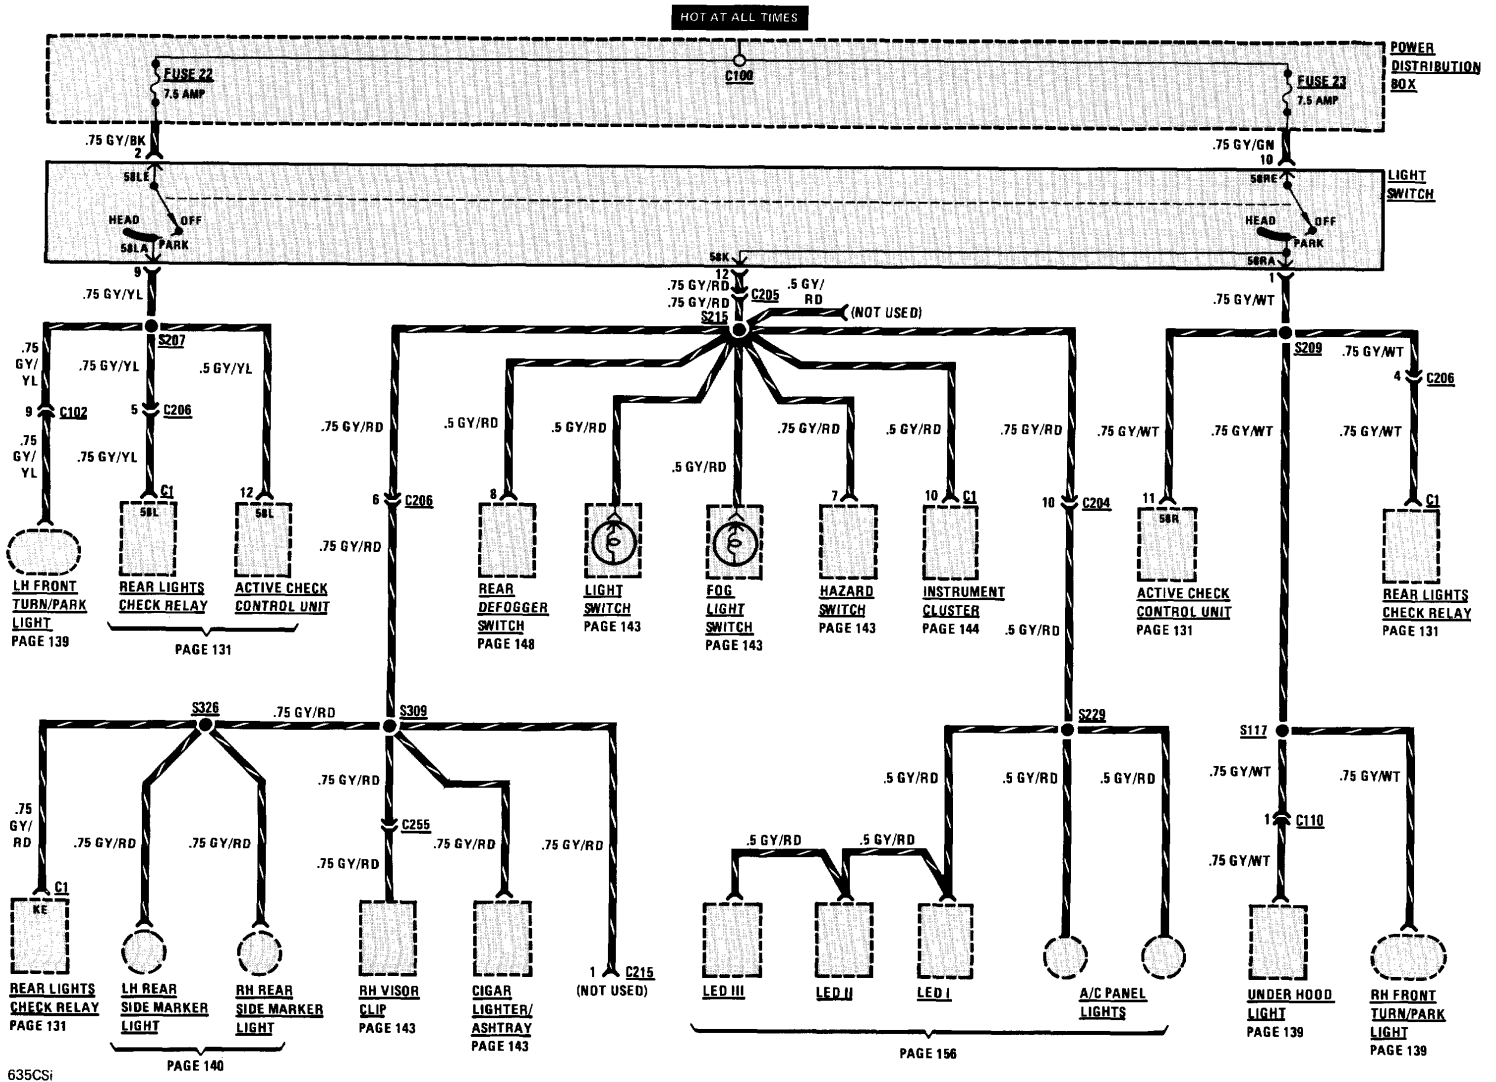 HOT AT ALL TIMES
POWER
DISTRIBUTION
BOX
FUSE 22
7.5 AMP
C100
FUSE 23
7.5 AMP
.75 GY/BK
2
.75 GY/GN
10
LIGHT
SWITCH
58LE
HEAD
OFF
PARK
58LA
58RE
HEAD
OFF
PARK
58RA
58K
9
12
1
.75 GY/YL
.75 GY/RD
.75 GY/RD
C205
.5 GY/
RD
(NOT USED)
.75 GY/WT
S207
S215
S209
.75
GY/
YL
.75 GY/YL
.5 GY/YL
9
C102
5
C206
.75
GY/
YL
.75 GY/YL
C1
12
58L
58L
.75 GY/RD
.5 GY/RD
.5 GY/RD
.5 GY/RD
.75 GY/RD
.5 GY/RD
.75 GY/RD
.75 GY/WT
.75 GY/WT
.75 GY/WT
4
C206
.75 GY/WT
6
C206
8
7
10
C1
10
C204
11
58R
C1
.75 GY/RD
LH FRONT
TURN/PARK
LIGHT
PAGE 139
REAR LIGHTS
CHECK RELAY
ACTIVE CHECK
CONTROL UNIT
PAGE 131
REAR
DEFOGGER
SWITCH
PAGE 148
LIGHT
SWITCH
PAGE 143
FOG
LIGHT
SWITCH
PAGE 143
HAZARD
SWITCH
PAGE 143
INSTRUMENT
CLUSTER
PAGE 144
.5 GY/RD
ACTIVE CHECK
CONTROL UNIT
PAGE 131
REAR LIGHTS
CHECK RELAY
PAGE 131
S326
.75 GY/RD
S309
S229
S117
.75
GY/
RD
.75 GY/RD
.75 GY/RD
.75 GY/RD
C255
.75 GY/RD
.75 GY/RD
.75 GY/RD
.5 GY/RD
.5 GY/RD
.5 GY/RD
.5 GY/RD
.5 GY/RD
.75 GY/WT
.75 GY/WT
1
C110
.75 GY/WT
C1
KE
1
C215
(NOT USED)
REAR LIGHTS
CHECK RELAY
PAGE 131
LH REAR
SIDE MARKER
LIGHT
RH REAR
SIDE MARKER
LIGHT
PAGE 140
RH VISOR
CLIP
PAGE 143
CIGAR
LIGHTER/
ASHTRAY
PAGE 143
LED III
LED II
LED I
A/C PANEL
LIGHTS
PAGE 156
UNDER HOOD
LIGHT
PAGE 139
RH FRONT
TURN/PARK
LIGHT
PAGE 139
635CSi